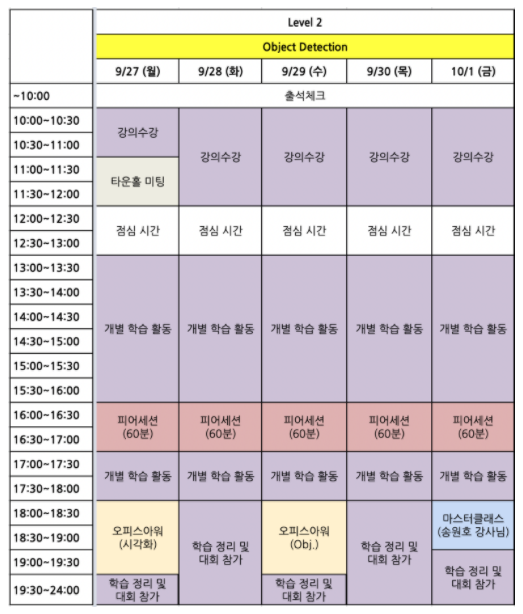 Level 2
Object Detection
9/27 (월) 9/28 (화) 9/29 (수) 9/30 (목) 10/1 (금)
~10:00 출석체크
10:00~10:30
10:30~11:00
강의수강 강의수강 강의수강 강의수강 강의수강
11:00~11:30
11:30~12:00
타운홀 미팅
12:00~12:30
12:30~13:00
점심 시간 점심 시간 점심 시간 점심 시간 점심 시간
13:00~13:30
13:30~14:00
14:00~14:30
14:30~15:00
15:00~15:30
15:30~16:00
개별 학습 활동 개별 학습 활동 개별 학습 활동 개별 학습 활동 개별 학습 활동
16:00~16:30
16:30~17:00
피어세션 피어세션 피어세션 피어세션 피어세션
(60분) (60분) (60분) (60분) (60분)
17:00~17:30
17:30~18:00
개별 학습 활동 개별 학습 활동 개별 학습 활동 개별 학습 활동 개별 학습 활동
18:00~18:30
18:30~19:00
19:00~19:30
19:30~24:00
오피스아워
(시각화)
학습 정리 및
대회 참가
학습 정리 및
대회 참가
오피스아워
(Obj.)
학습 정리 및
대회 참가
학습 정리 및
대회 참가
마스터클래스
(송원호 강사님)
학습 정리 및
대회 참가